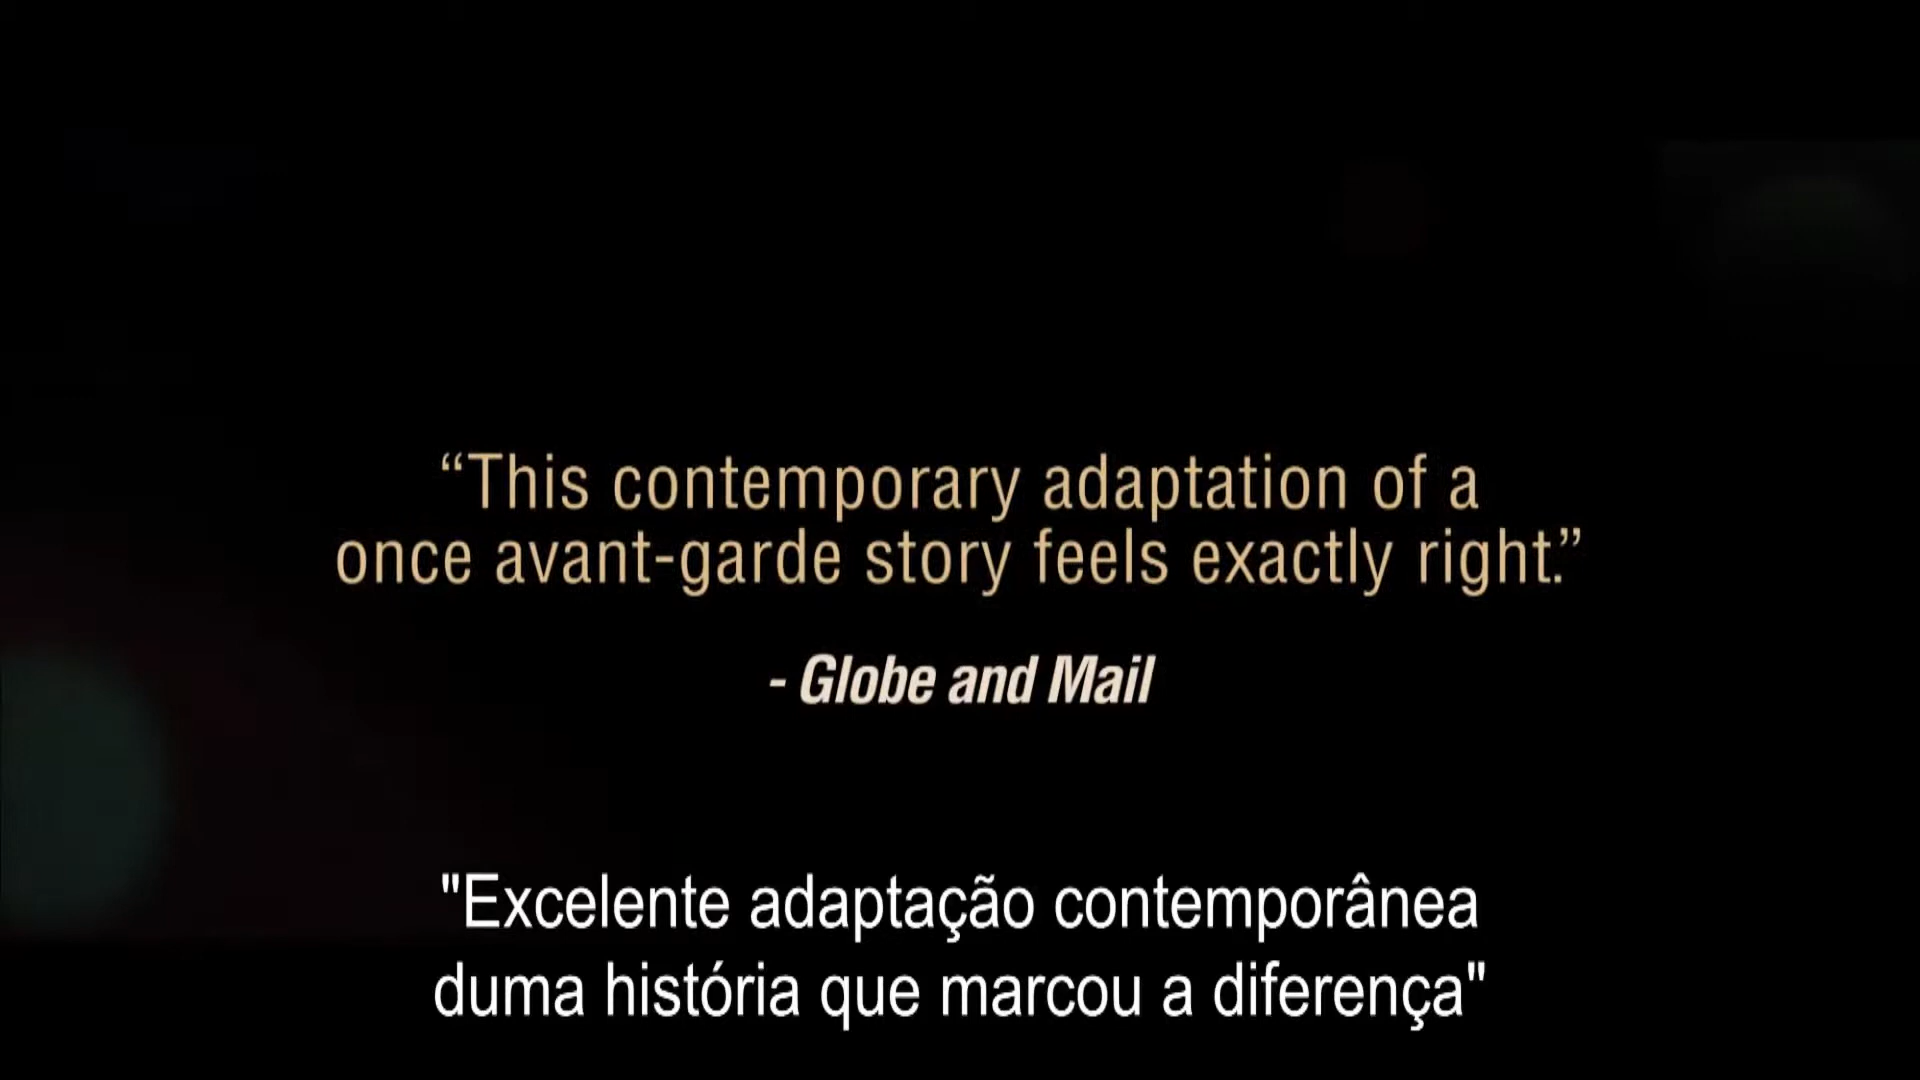 “This contemporary adaptation of a
once avant-garde story feels exactly right.”
- Globe and Mail
"Excelente adaptação contemporânea
duma história que marcou a diferença"